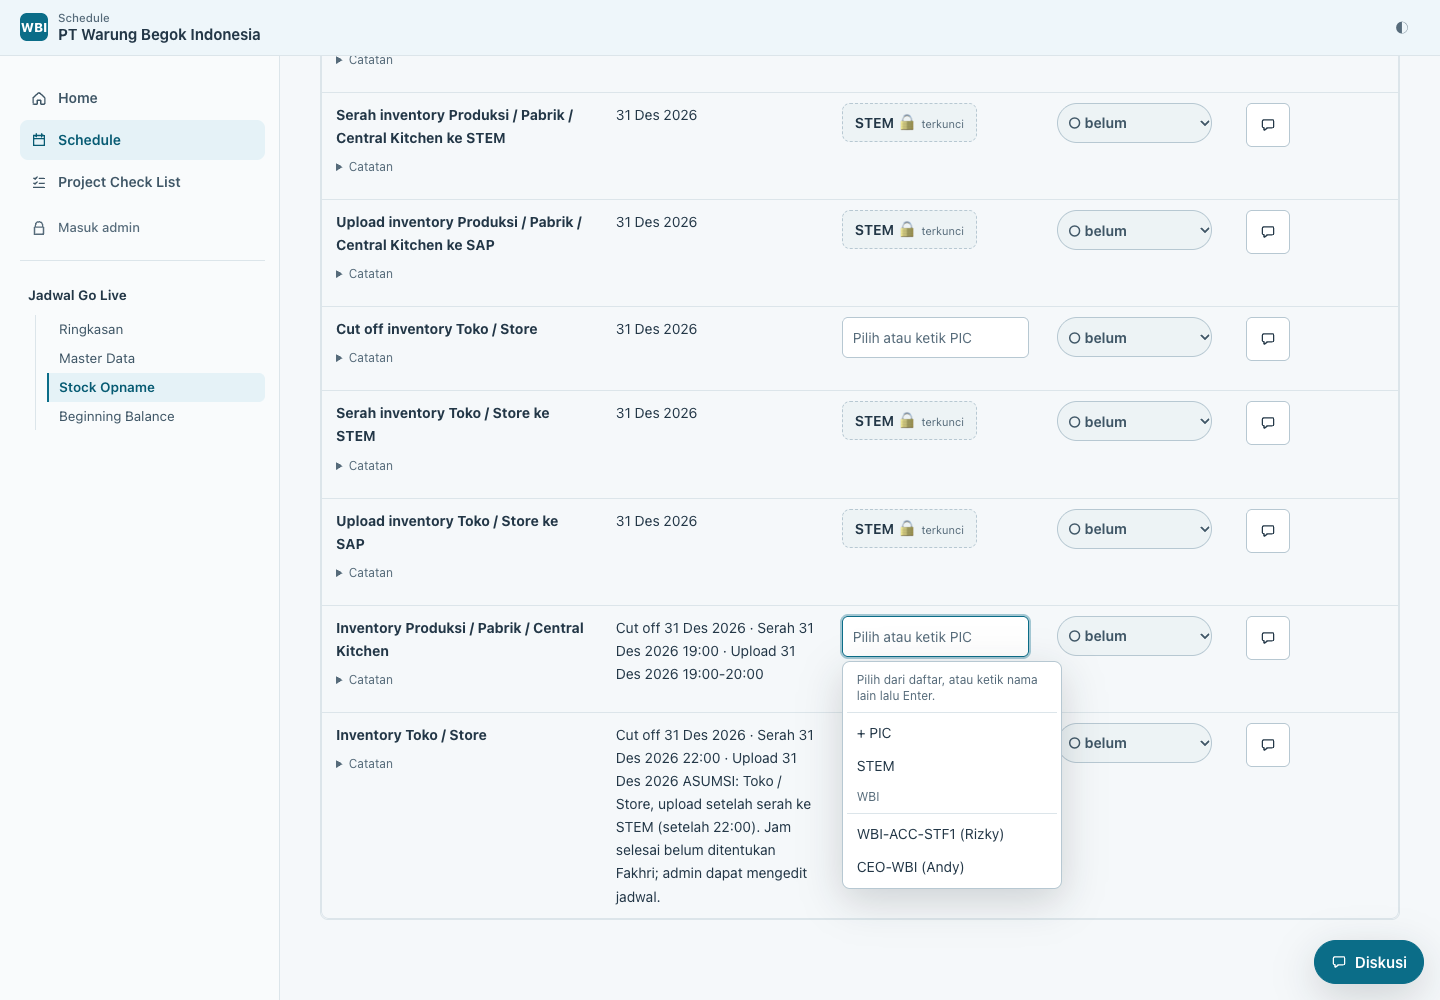 WBI
Schedule
PT Warung Begok Indonesia
Home
Schedule
Project Check List
Masuk admin
Jadwal Go Live
Ringkasan
Master Data
Stock Opname
Beginning Balance
Catatan
Serah inventory Produksi / Pabrik /
Central Kitchen ke STEM
Catatan
31 Des 2026
STEM 🔒 terkunci
O belum
Upload inventory Produksi / Pabrik /
Central Kitchen ke SAP
Catatan
31 Des 2026
STEM 🔒 terkunci
O belum
Cut off inventory Toko / Store
Catatan
31 Des 2026
Pilih atau ketik PIC
O belum
Serah inventory Toko / Store ke
STEM
Catatan
31 Des 2026
STEM 🔒 terkunci
O belum
Upload inventory Toko / Store ke
SAP
Catatan
31 Des 2026
STEM 🔒 terkunci
O belum
Inventory Produksi / Pabrik / Central
Kitchen
Catatan
Cut off 31 Des 2026 · Serah 31
Des 2026 19:00 · Upload 31
Des 2026 19:00-20:00
Pilih atau ketik PIC
O belum
Pilih dari daftar, atau ketik nama
lain lalu Enter.
+ PIC
STEM
WBI
WBI-ACC-STF1 (Rizky)
CEO-WBI (Andy)
Inventory Toko / Store
Catatan
Cut off 31 Des 2026 · Serah 31
Des 2026 22:00 · Upload 31
Des 2026 ASUMSI: Toko /
Store, upload setelah serah ke
STEM (setelah 22:00). Jam
selesai belum ditentukan
Fakhri; admin dapat mengedit
jadwal.
O belum
Diskusi